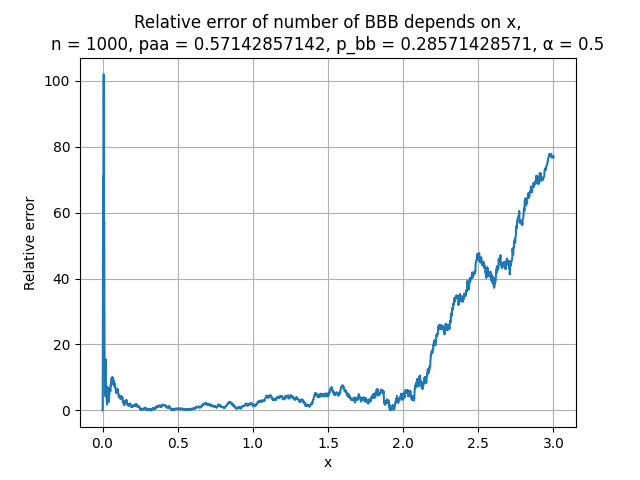 Relative error of number of BBB depends on x,
n = 1000, paa = 0.57142857142, p_bb = 0.28571428571, α = 0.5
100
80
60
40
20
0
Relative error
0.0 0.5 1.0 1.5 2.0 2.5 3.0
x